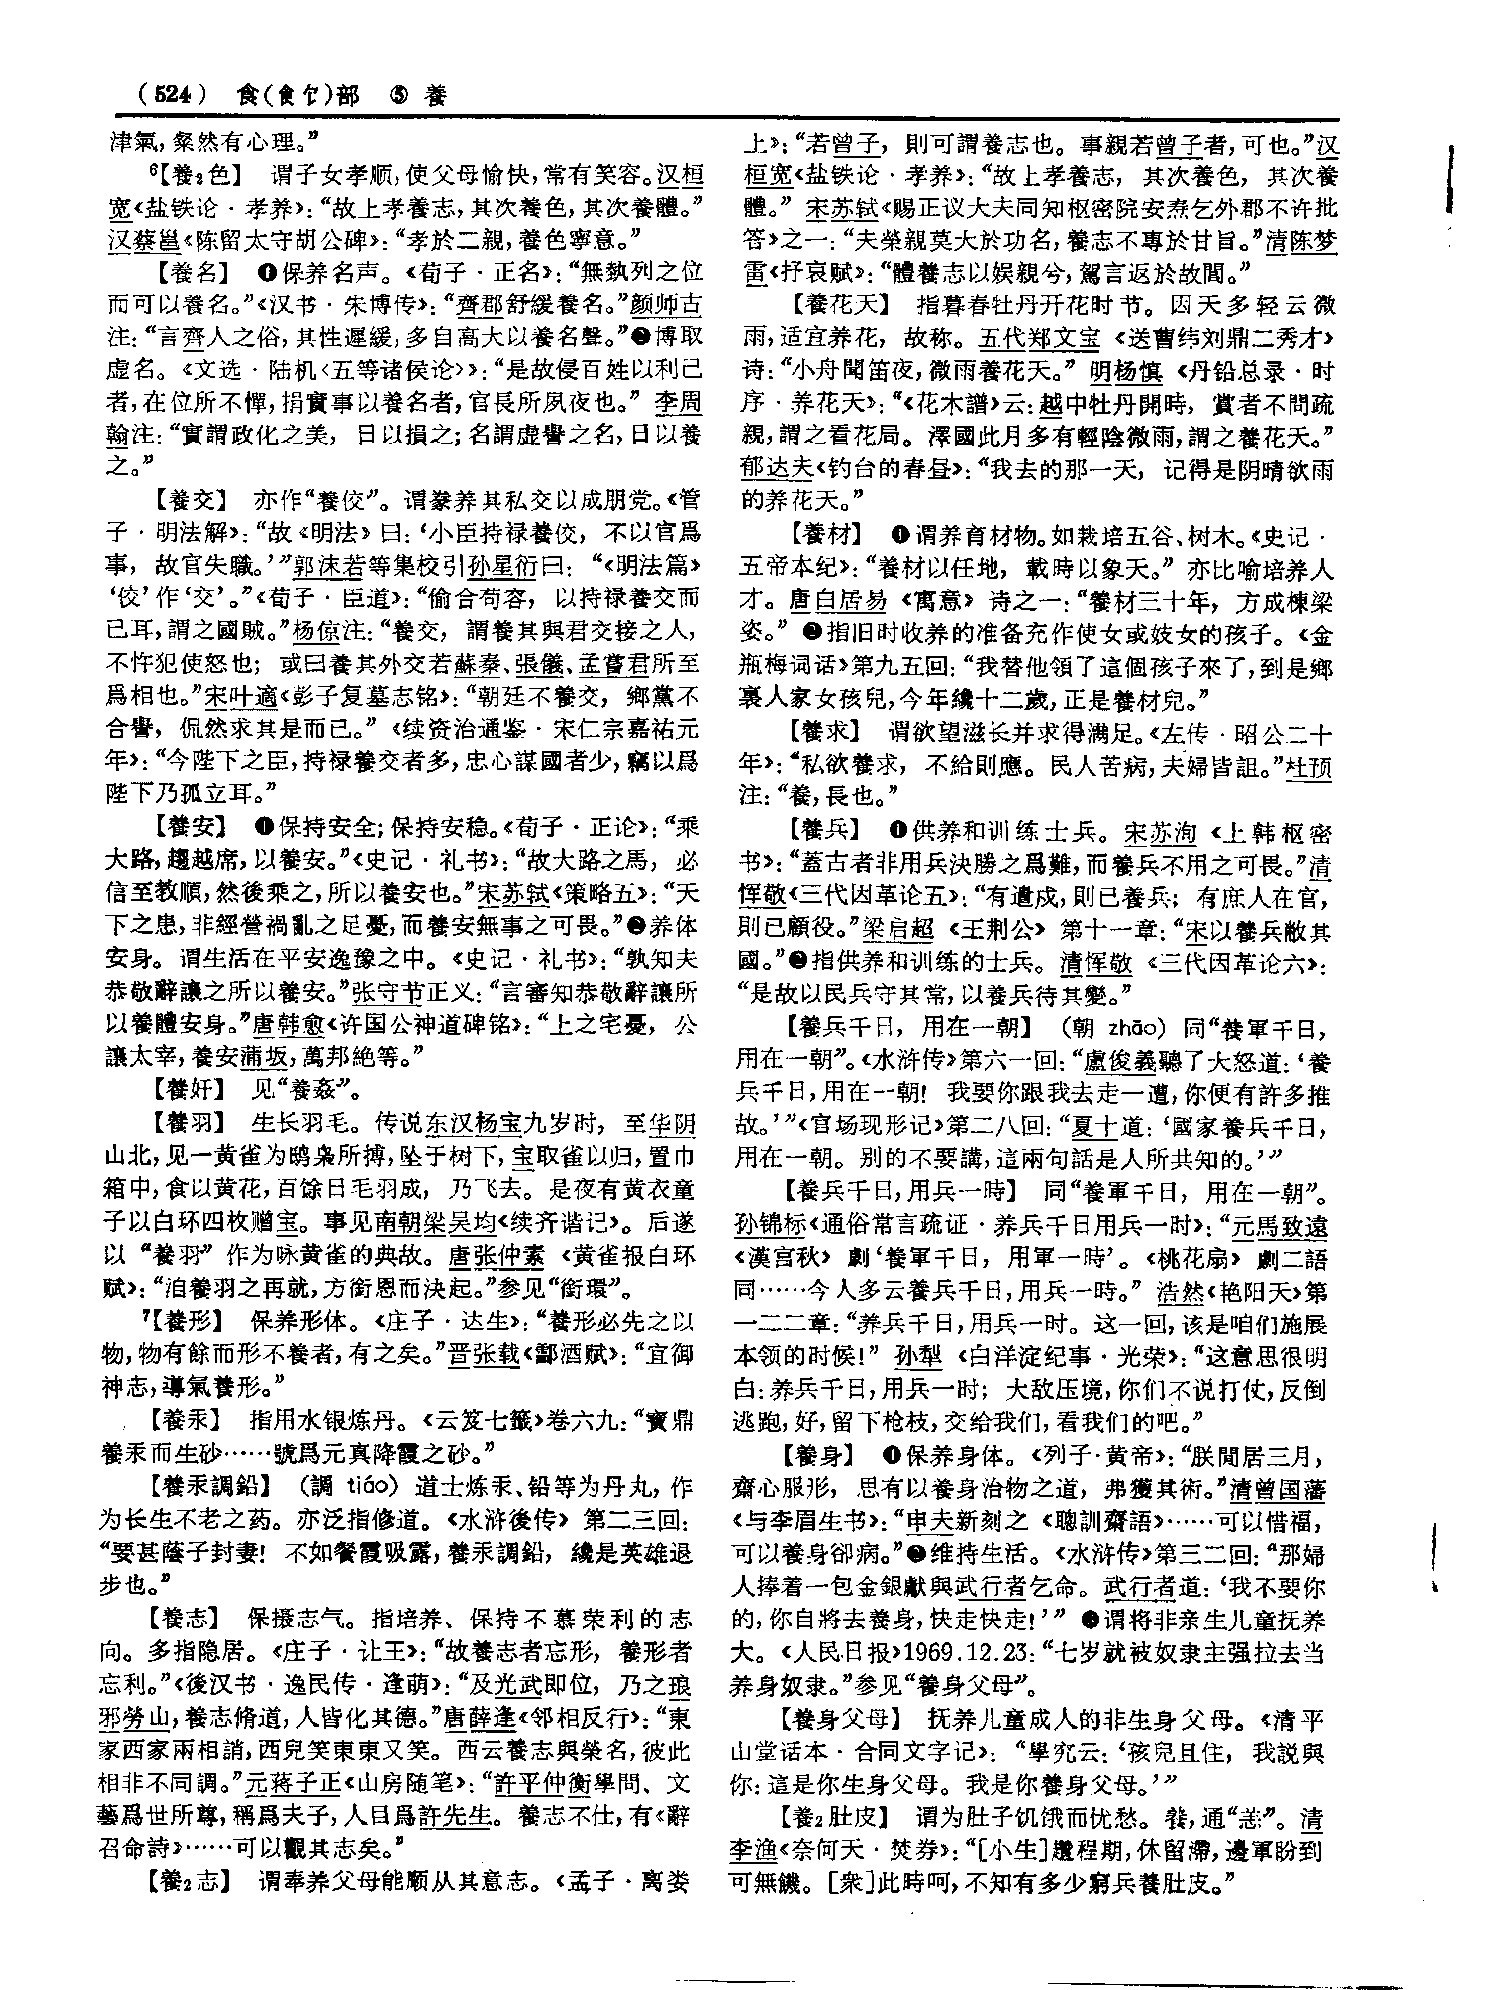 （524） 食(飠饣)部 ⑤ 養
津氣，粲然有心理。”
⁶【養₂色】 谓子女孝顺，使父母愉快，常有笑容。汉桓
宽《盐铁论·孝养》：“故上孝養志，其次養色，其次養體。”
汉蔡邕《陈留太守胡公碑》：“孝於二親，養色寧意。”
【養名】 ❶保养名声。《荀子·正名》：“無埶列之位
而可以養名。”《汉书·朱博传》：“齊郡舒緩養名。”颜师古
注：“言齊人之俗，其性遲緩，多自高大以養名聲。”❷博取
虚名。《文选·陆机〈五等诸侯论〉》：“是故侵百姓以利己
者，在位所不憚，捐實事以養名者，官長所夙夜也。” 李周
翰注：“實謂政化之美，日以損之；名謂虚譽之名，日以養
之。”
【養交】 亦作“養佼”。谓豢养其私交以成朋党。《管
子·明法解》：“故《明法》曰：‘小臣持禄養佼，不以官爲
事，故官失職。’”郭沫若等集校引孙星衍曰：“《明法篇》
‘佼’作‘交’。”《荀子·臣道》：“偷合苟容，以持禄養交而
已耳，謂之國賊。”杨倞注：“養交，謂養其與君交接之人，
不忤犯使怒也；或曰養其外交若蘇秦、張儀、孟嘗君所至
爲相也。”宋叶適《彭子复墓志铭》：“朝廷不養交，鄉黨不
合譽，侃然求其是而已。”《续资治通鉴·宋仁宗嘉祐元
年》：“今陛下之臣，持禄養交者多，忠心謀國者少，竊以爲
陛下乃孤立耳。”
【養安】 ❶保持安全；保持安稳。《荀子·正论》：“乘
大路，趨越席，以養安。”《史记·礼书》：“故大路之馬，必
信至教順，然後乘之，所以養安也。”宋苏轼《策略五》：“天
下之患，非經營禍亂之足憂，而養安無事之可畏。”❷养体
安身。谓生活在平安逸豫之中。《史记·礼书》：“孰知夫
恭敬辭讓之所以養安。”张守节正义：“言審知恭敬辭讓所
以養體安身。”唐韩愈《许国公神道碑铭》：“上之宅憂，公
讓太宰，養安蒲坂，萬邦絶等。”
【養奸】 见“養姦”。
【養羽】 生长羽毛。传说东汉杨宝九岁时，至华阴
山北，见一黄雀为鸱枭所搏，坠于树下，宝取雀以归，置巾
箱中，食以黄花，百馀日毛羽成，乃飞去。是夜有黄衣童
子以白环四枚赠宝。事见南朝梁吴均《续齐谐记》。后遂
以“養羽”作为咏黄雀的典故。唐张仲素《黄雀报白环
赋》：“洎養羽之再就，方銜恩而決起。”参见“銜環”。
⁷【養形】 保养形体。《庄子·达生》：“養形必先之以
物，物有餘而形不養者，有之矣。”晋张载《酃酒赋》：“宜御
神志，導氣養形。”
【養汞】 指用水银炼丹。《云笈七籤》卷六九：“寳鼎
養汞而生砂……號爲元真降霞之砂。”
【養汞調鉛】 （調 tiáo）道士炼汞、铅等为丹丸，作
为长生不老之药。亦泛指修道。《水浒後传》第二三回：
“要甚蔭子封妻！不如餐霞吸露，養汞調鉛，纔是英雄退
步也。”
【養志】 保摄志气。指培养、保持不慕荣利的志
向。多指隐居。《庄子·让王》：“故養志者忘形，養形者
忘利。”《後汉书·逸民传·逢萌》：“及光武即位，乃之琅
邪勞山，養志脩道，人皆化其德。”唐薛逢《邻相反行》：“東
家西家兩相誚，西兒笑東東又笑。西云養志與榮名，彼此
相非不同調。”元蒋子正《山房随笔》：“許平仲衡學問、文
藝爲世所尊，稱爲夫子，人目爲許先生。養志不仕，有《辭
召命詩》……可以觀其志矣。”
【養₂志】 谓奉养父母能顺从其意志。《孟子·离娄
上》：“若曾子，則可謂養志也。事親若曾子者，可也。”汉
桓宽《盐铁论·孝养》：“故上孝養志，其次養色，其次養
體。” 宋苏轼《赐正议大夫同知枢密院安焘乞外郡不许批
答》之一：“夫榮親莫大於功名，養志不專於甘旨。”清陈梦
雷《抒哀赋》：“體養志以娱親兮，駕言返於故閭。”
【養花天】 指暮春牡丹开花时节。因天多轻云微
雨，适宜养花，故称。五代郑文宝《送曹纬刘鼎二秀才》
诗：“小舟聞笛夜，微雨養花天。” 明杨慎《丹铅总录·时
序·养花天》：“《花木譜》云：越中牡丹開時，賞者不問疏
親，謂之看花局。澤國此月多有輕陰微雨，謂之養花天。”
郁达夫《钓台的春昼》：“我去的那一天，记得是阴晴欲雨
的养花天。”
【養材】 ❶谓养育材物。如栽培五谷、树木。《史记·
五帝本纪》：“養材以任地，載時以象天。” 亦比喻培养人
才。唐白居易《寓意》诗之一：“養材三十年，方成棟梁
姿。” ❷指旧时收养的准备充作使女或妓女的孩子。《金
瓶梅词话》第九五回：“我替他領了這個孩子來了，到是鄉
裏人家女孩兒，今年纔十二歲，正是養材兒。”
【養求】 谓欲望滋长并求得满足。《左传·昭公二十
年》：“私欲養求，不給則應。民人苦病，夫婦皆詛。”杜预
注：“養，長也。”
【養兵】 ❶供养和训练士兵。宋苏洵《上韩枢密
书》：“蓋古者非用兵決勝之爲難，而養兵不用之可畏。”清
恽敬《三代因革论五》：“有遣戍，則已養兵；有庶人在官，
則已顧役。”梁启超《王荆公》第十一章：“宋以養兵敝其
國。”❷指供养和训练的士兵。清恽敬《三代因革论六》：
“是故以民兵守其常，以養兵待其變。”
【養兵千日，用在一朝】 （朝 zhāo）同“養軍千日，
用在一朝”。《水浒传》第六一回：“盧俊義聽了大怒道：‘養
兵千日，用在一朝！我要你跟我去走一遭，你便有許多推
故。’”《官场现形记》第二八回：“夏十道：‘國家養兵千日，
用在一朝。别的不要講，這兩句話是人所共知的。’”
【養兵千日，用兵一時】 同“養軍千日，用在一朝”。
孙锦标《通俗常言疏证·养兵千日用兵一时》：“元馬致遠
《漢宫秋》劇‘養軍千日，用軍一時’。《桃花扇》劇二語
同……今人多云養兵千日，用兵一時。” 浩然《艳阳天》第
一二二章：“养兵千日，用兵一时。这一回，该是咱们施展
本领的时候！” 孙犁《白洋淀纪事·光荣》：“这意思很明
白：养兵千日，用兵一时；大敌压境，你们不说打仗，反倒
逃跑，好，留下枪枝，交给我们，看我们的吧。”
【養身】 ❶保养身体。《列子·黄帝》：“朕閒居三月，
齋心服形，思有以養身治物之道，弗獲其術。”清曾国藩
《与李眉生书》：“申夫新刻之《聰訓齋語》……可以惜福，
可以養身卻病。”❷维持生活。《水浒传》第三二回：“那婦
人捧着一包金銀獻與武行者乞命。武行者道：‘我不要你
的，你自將去養身，快走快走！’” ❸谓将非亲生儿童抚养
大。《人民日报》1969.12.23：“七岁就被奴隶主强拉去当
养身奴隶。”参见“養身父母”。
【養身父母】 抚养儿童成人的非生身父母。《清平
山堂话本·合同文字记》：“學究云：‘孩兒且住，我説與
你：這是你生身父母。我是你養身父母。’”
【養₂肚皮】 谓为肚子饥饿而忧愁。養，通“恙”。清
李渔《奈何天·焚券》：“[小生]趲程期，休留滯，邊軍盼到
可無饑。[衆]此時呵，不知有多少窮兵養肚皮。”